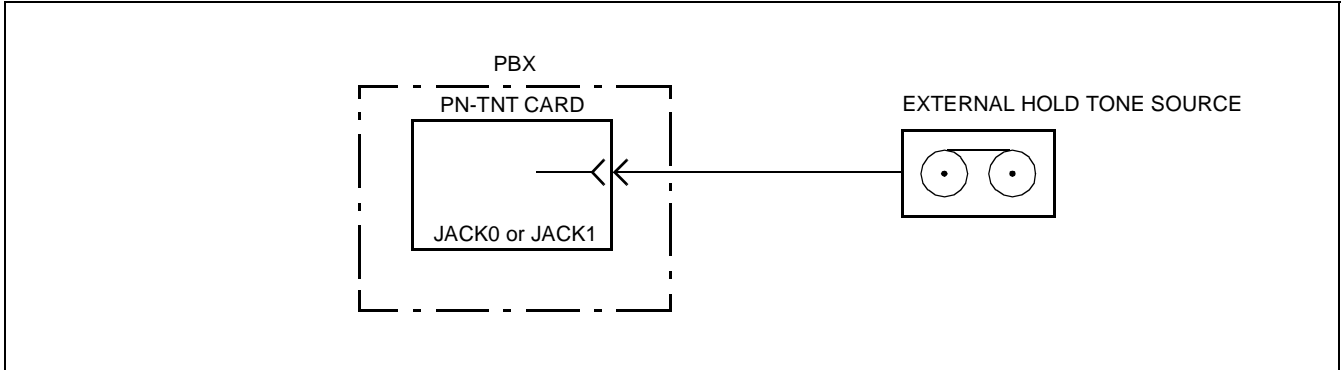 PBX
PN-TNT CARD
EXTERNAL HOLD TONE SOURCE
JACK0 or JACK1